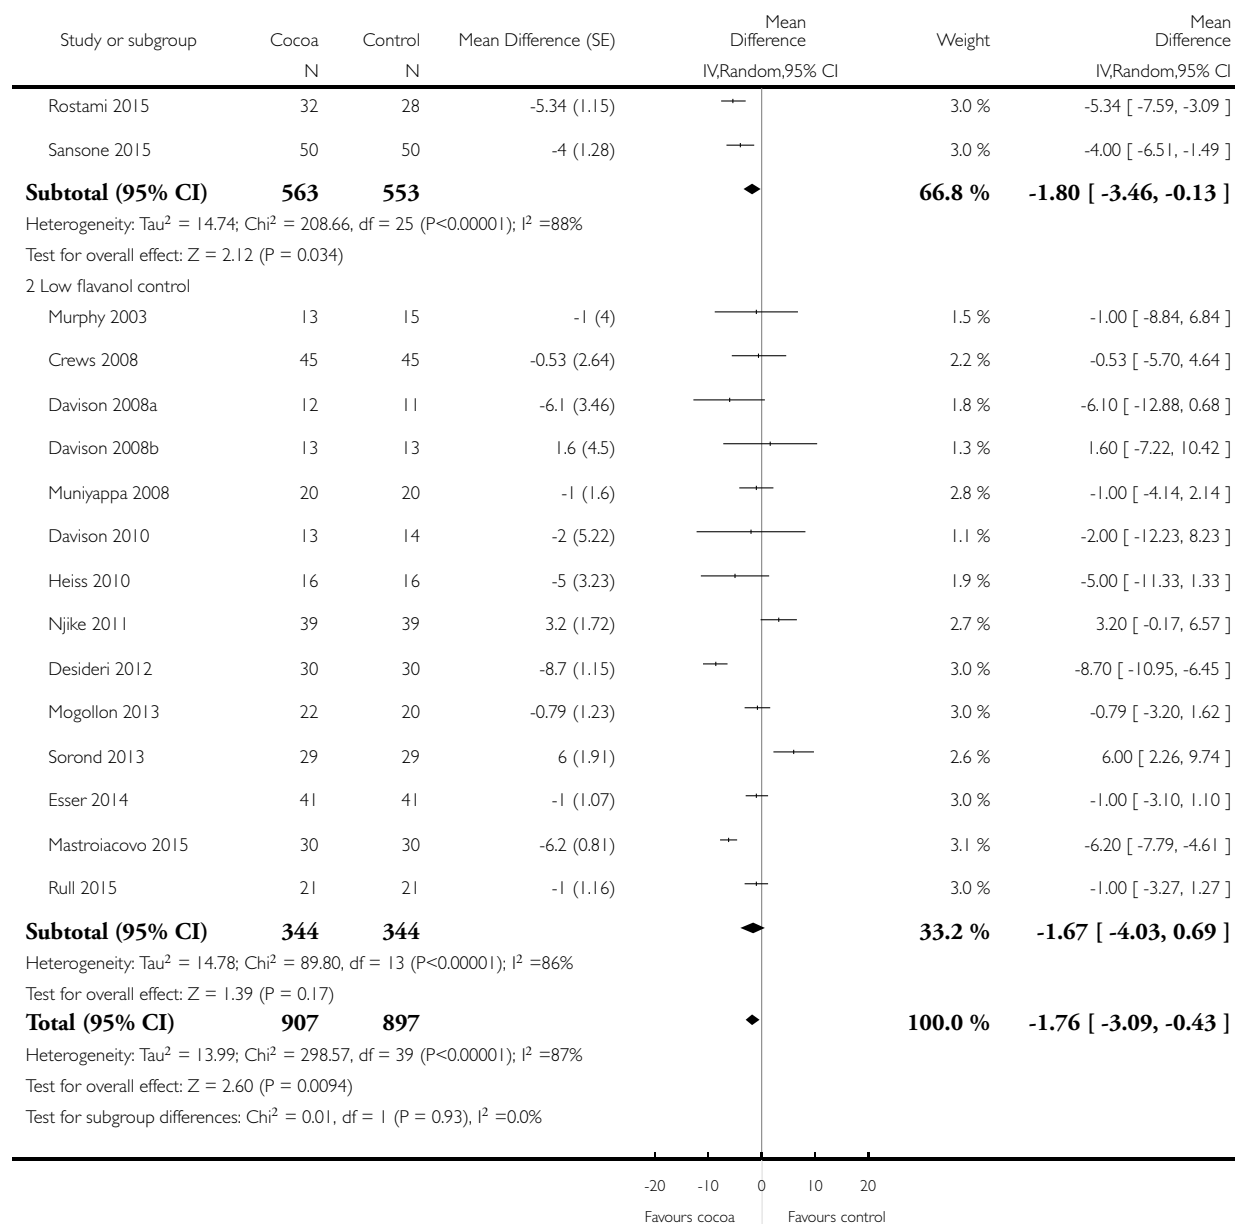 Mean Mean
Study or subgroup Cocoa Control Mean Difference (SE) Difference Weight Difference
N N IV,Random,95% CI IV,Random,95% CI
Rostami 2015 32 28 -5.34 (1.15) 3.0 % -5.34 [ -7.59, -3.09 ]
Sansone 2015 50 50 -4 (1.28) 3.0 % -4.00 [ -6.51, -1.49 ]
Subtotal (95% CI) 563 553 66.8 % -1.80 [ -3.46, -0.13 ]
Heterogeneity: Tau² = 14.74; Chi² = 208.66, df = 25 (P<0.00001); I² =88%
Test for overall effect: Z = 2.12 (P = 0.034)
2 Low flavanol control
Murphy 2003 13 15 -1 (4) 1.5 % -1.00 [ -8.84, 6.84 ]
Crews 2008 45 45 -0.53 (2.64) 2.2 % -0.53 [ -5.70, 4.64 ]
Davison 2008a 12 11 -6.1 (3.46) 1.8 % -6.10 [ -12.88, 0.68 ]
Davison 2008b 13 13 1.6 (4.5) 1.3 % 1.60 [ -7.22, 10.42 ]
Muniyappa 2008 20 20 -1 (1.6) 2.8 % -1.00 [ -4.14, 2.14 ]
Davison 2010 13 14 -2 (5.22) 1.1 % -2.00 [ -12.23, 8.23 ]
Heiss 2010 16 16 -5 (3.23) 1.9 % -5.00 [ -11.33, 1.33 ]
Njike 2011 39 39 3.2 (1.72) 2.7 % 3.20 [ -0.17, 6.57 ]
Desideri 2012 30 30 -8.7 (1.15) 3.0 % -8.70 [ -10.95, -6.45 ]
Mogollon 2013 22 20 -0.79 (1.23) 3.0 % -0.79 [ -3.20, 1.62 ]
Sorond 2013 29 29 6 (1.91) 2.6 % 6.00 [ 2.26, 9.74 ]
Esser 2014 41 41 -1 (1.07) 3.0 % -1.00 [ -3.10, 1.10 ]
Mastroiacovo 2015 30 30 -6.2 (0.81) 3.1 % -6.20 [ -7.79, -4.61 ]
Rull 2015 21 21 -1 (1.16) 3.0 % -1.00 [ -3.27, 1.27 ]
Subtotal (95% CI) 344 344 33.2 % -1.67 [ -4.03, 0.69 ]
Heterogeneity: Tau² = 14.78; Chi² = 89.80, df = 13 (P<0.00001); I² =86%
Test for overall effect: Z = 1.39 (P = 0.17)
Total (95% CI) 907 897 100.0 % -1.76 [ -3.09, -0.43 ]
Heterogeneity: Tau² = 13.99; Chi² = 298.57, df = 39 (P<0.00001); I² =87%
Test for overall effect: Z = 2.60 (P = 0.0094)
Test for subgroup differences: Chi² = 0.01, df = 1 (P = 0.93), I² =0.0%
-20 -10 0 10 20
Favours cocoa Favours control